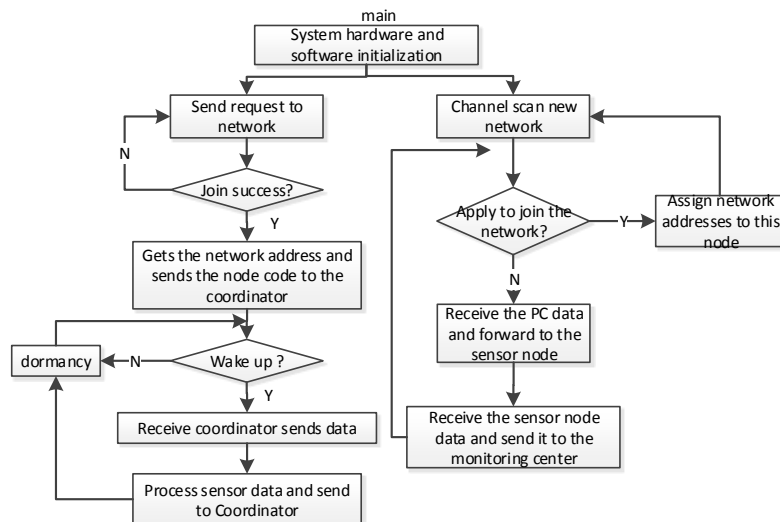 main
System hardware and
software initialization
Send request to
network
N
Join success?
Y
Gets the network address and
sends the node code to the
coordinator
dormancy
N
Wake up ?
Y
Receive coordinator sends data
Process sensor data and send
to Coordinator
Channel scan new
network
Apply to join the
network?
Y
Assign network
addresses to this
node
N
Receive the PC data
and forward to the
sensor node
Receive the sensor node
data and send it to the
monitoring center